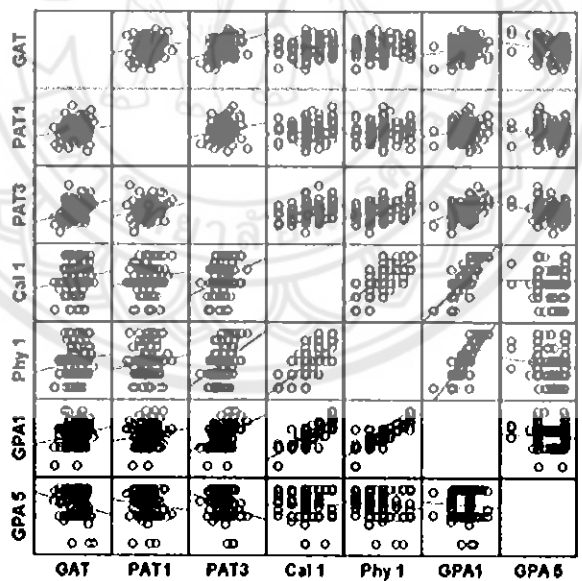 GAT
PAT1
PAT3
Cal 1
Phy 1
GPA1
GPA 5
GAT PAT1 PAT3 Cal 1 Phy 1 GPA1 GPA 5